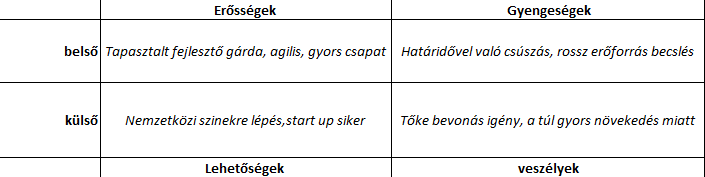 Erősségek Gyengeségek
belső Tapasztalt fejlesztő gárda, agilis, gyors csapat Határidővel való csúszás, rossz erőforrás becslés
külső Nemzetközi szinekre lépés,start up siker Tőke bevonás igény, a túl gyors növekedés miatt
Lehetőségek veszélyek